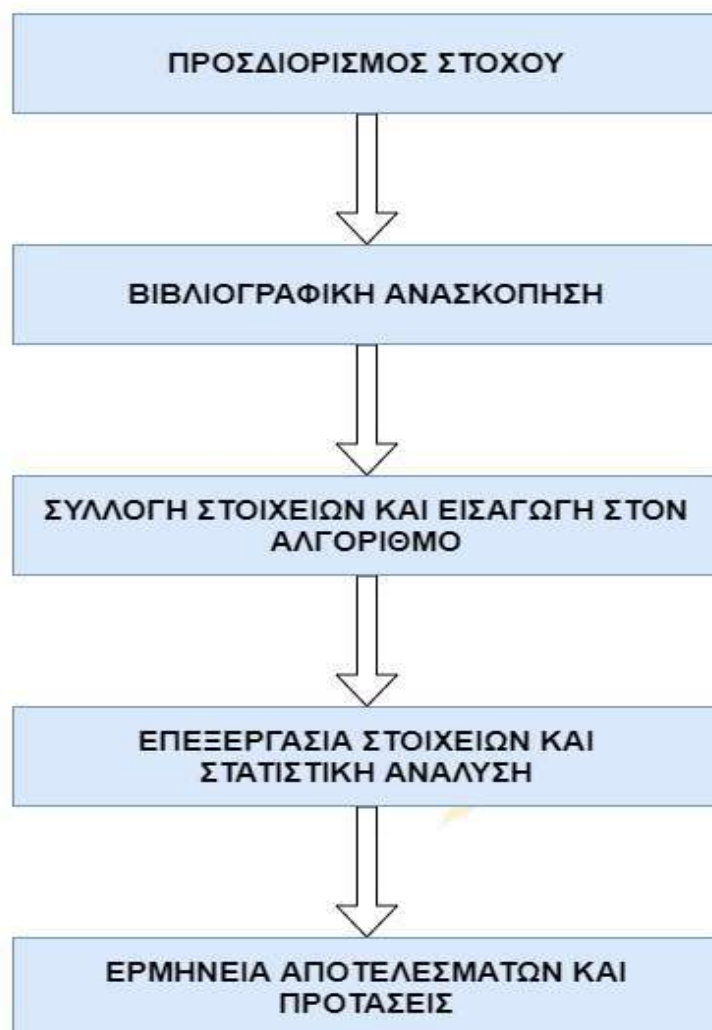 ΠΡΟΣΔΙΟΡΙΣΜΟΣ ΣΤΟΧΟΥ
ΒΙΒΛΙΟΓΡΑΦΙΚΗ ΑΝΑΣΚΟΠΗΣΗ
ΣΥΛΛΟΓΗ ΣΤΟΙΧΕΙΩΝ ΚΑΙ ΕΙΣΑΓΩΓΗ ΣΤΟΝ
ΑΛΓΟΡΙΘΜΟ
ΕΠΕΞΕΡΓΑΣΙΑ ΣΤΟΙΧΕΙΩΝ ΚΑΙ
ΣΤΑΤΙΣΤΙΚΗ ΑΝΑΛΥΣΗ
ΕΡΜΗΝΕΙΑ ΑΠΟΤΕΛΕΣΜΑΤΩΝ ΚΑΙ
ΠΡΟΤΑΣΕΙΣ